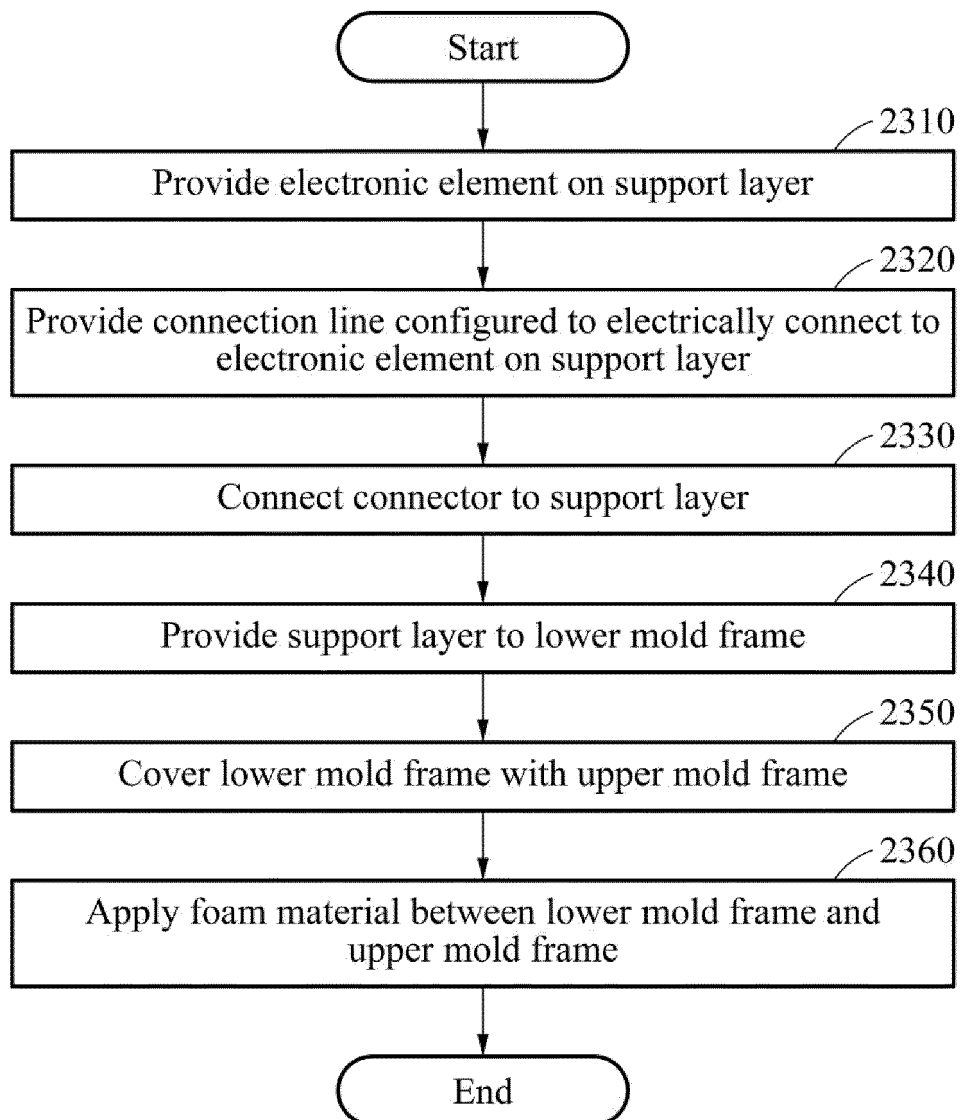 Start
2310
Provide electronic element on support layer
2320
Provide connection line configured to electrically connect to
electronic element on support layer
2330
Connect connector to support layer
2340
Provide support layer to lower mold frame
2350
Cover lower mold frame with upper mold frame
2360
Apply foam material between lower mold frame and
upper mold frame
End